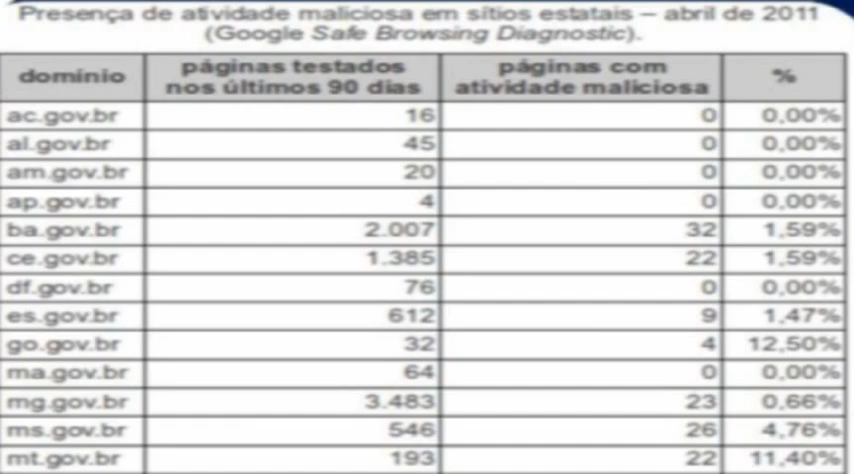 Presença de atividade maliciosa em sítios estatais – abril de 2011
(Google Safe Browsing Diagnostic).
domínio páginas testados nos últimos 90 dias páginas com atividade maliciosa %
ac.gov.br 16 0 0,00%
al.gov.br 45 0 0,00%
am.gov.br 20 0 0,00%
ap.gov.br 4 0 0,00%
ba.gov.br 2.007 32 1,59%
ce.gov.br 1.385 22 1,59%
df.gov.br 76 0 0,00%
es.gov.br 612 9 1,47%
go.gov.br 32 4 12,50%
ma.gov.br 64 0 0,00%
mg.gov.br 3.483 23 0,66%
ms.gov.br 546 26 4,76%
mt.gov.br 193 22 11,40%